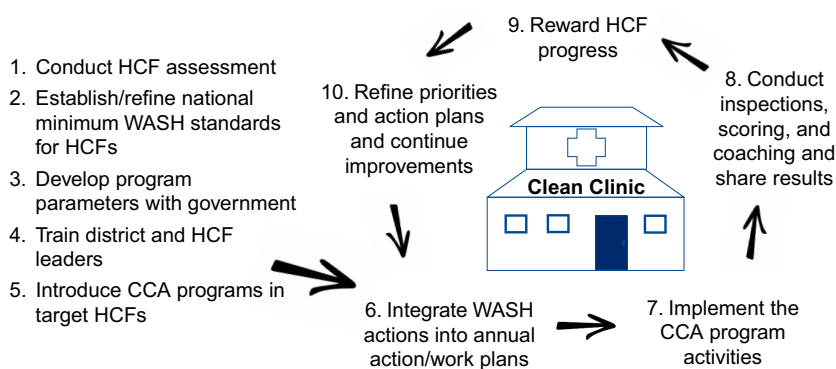 1. Conduct HCF assessment
2. Establish/refine national
minimum WASH standards
for HCFs
3. Develop program
parameters with government
4. Train district and HCF
leaders
5. Introduce CCA programs in
target HCFs
6. Integrate WASH
actions into annual
action/work plans
7. Implement the
CCA program
activities
8. Conduct
inspections,
scoring, and
coaching and
share results
9. Reward HCF
progress
10. Refine priorities
and action plans
and continue
improvements
Clean Clinic